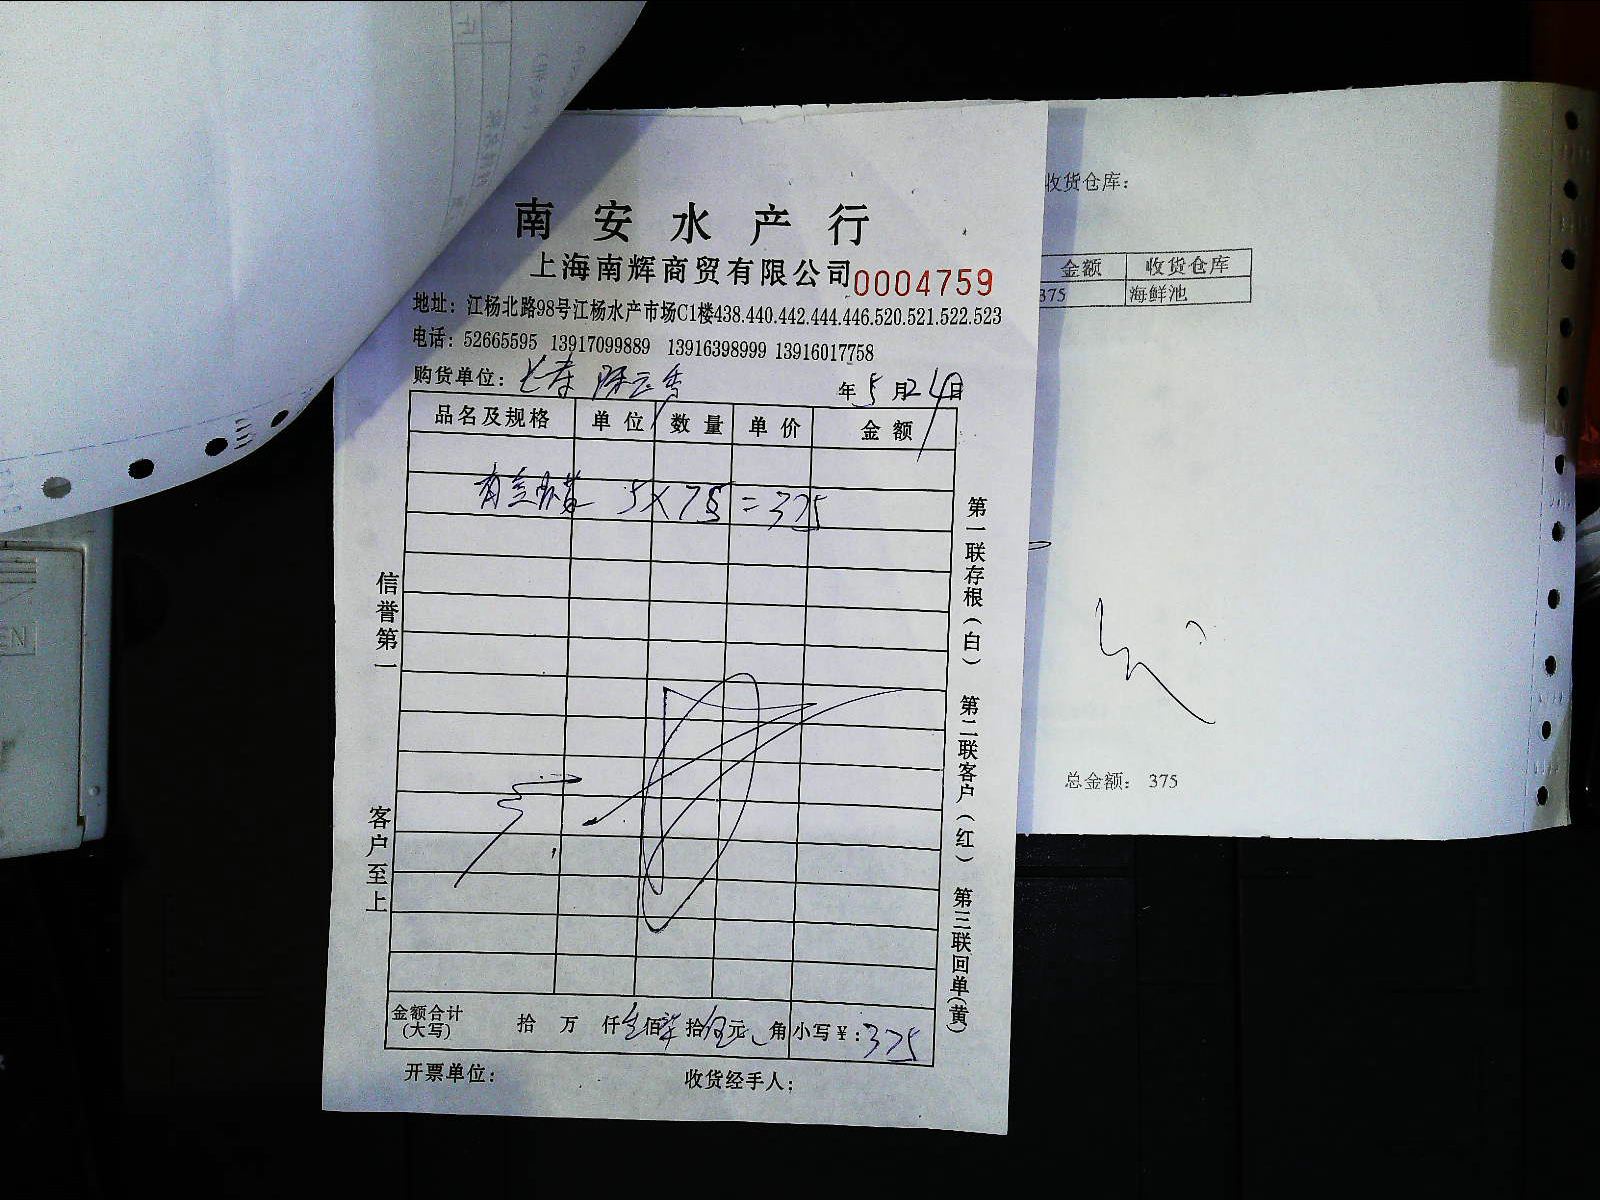 南安水产行
上海南辉商贸有限公司 0004759
地址：江杨北路98号江杨水产市场C1楼438.440.442.444.446.520.521.522.523
电话：52665595 13917099889 13916398999 13916017758
购货单位：
年5月24日
品名及规格 单位 数量 单价 金额
5×75=375
信誉第一
客户至上
第一联存根（白） 第二联客户（红） 第三联回单（黄）
金额合计（大写） 拾 万 仟 佰 拾 元 角 小写￥：375
开票单位： 收货经手人：
收货仓库：
金额 收货仓库
375 海鲜池
总金额： 375